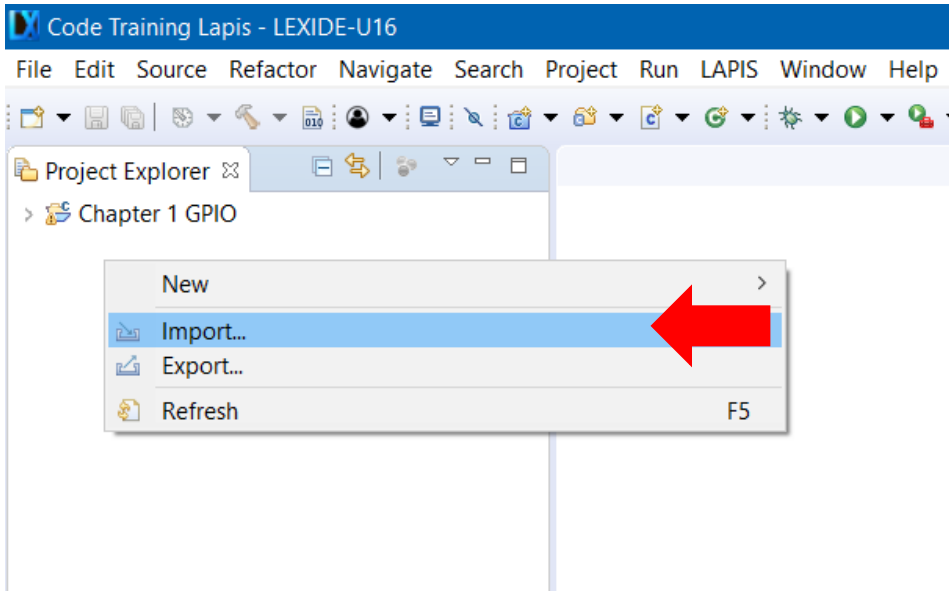 Code Training Lapis - LEXIDE-U16
File Edit Source Refactor Navigate Search Project Run LAPIS Window Help
010
Project Explorer
Chapter 1 GPIO
New
Import...
Export...
Refresh F5